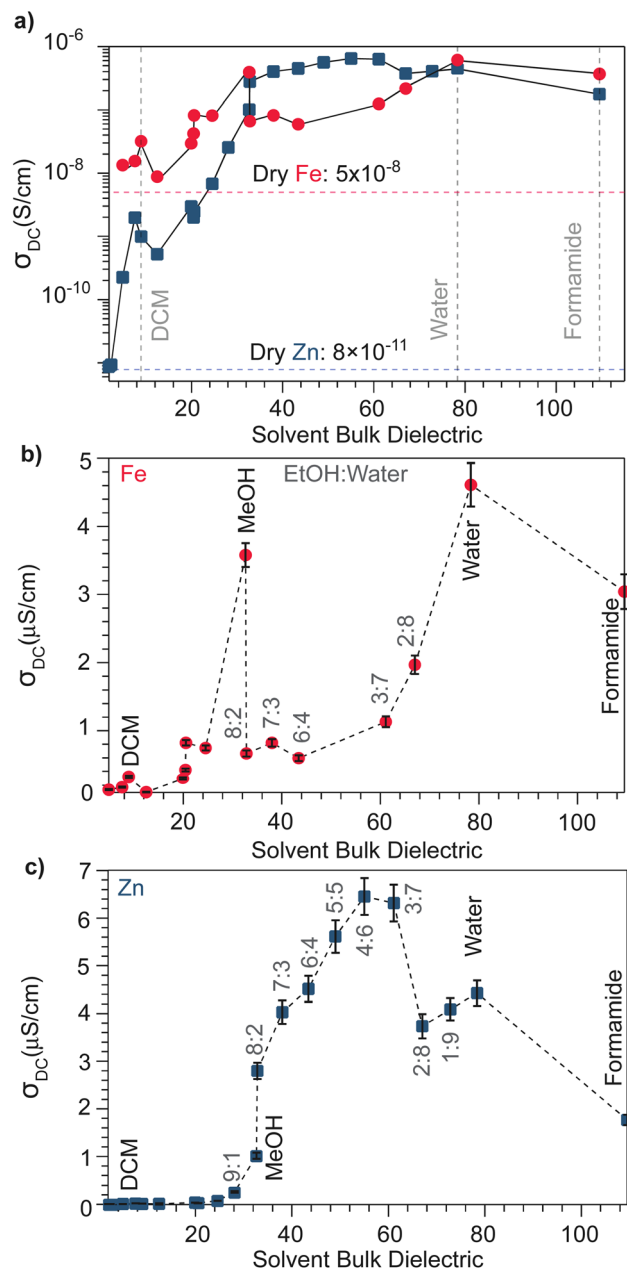 a)
10⁻⁶
10⁻⁸
10⁻¹⁰
σDC(S/cm)
Dry Fe: 5x10⁻⁸
Dry Zn: 8×10⁻¹¹
DCM
Water
Formamide
20 40 60 80 100
Solvent Bulk Dielectric
b)
Fe
EtOH:Water
5
4
3
2
1
0
σDC(µS/cm)
DCM
MeOH
8:2
7:3
6:4
3:7
2:8
Water
Formamide
20 40 60 80 100
Solvent Bulk Dielectric
c)
Zn
7
6
5
4
3
2
1
0
σDC(µS/cm)
DCM
9:1
MeOH
8:2
7:3
6:4
5:5
4:6
3:7
2:8
1:9
Water
Formamide
20 40 60 80 100
Solvent Bulk Dielectric